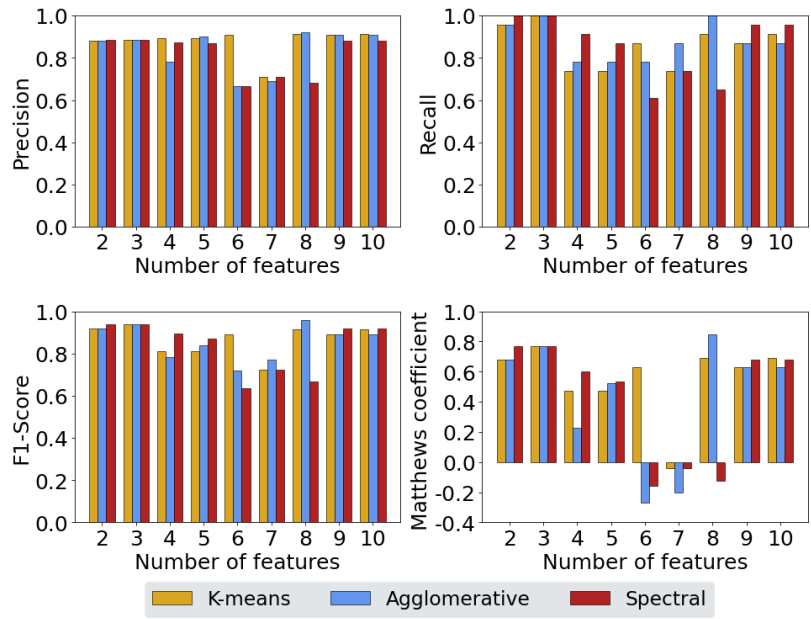 1.0
0.8
0.6
0.4
0.2
0.0
Precision
2 3 4 5 6 7 8 9 10
Number of features
1.0
0.8
0.6
0.4
0.2
0.0
Recall
2 3 4 5 6 7 8 9 10
Number of features
1.0
0.8
0.6
0.4
0.2
0.0
F1-Score
2 3 4 5 6 7 8 9 10
Number of features
1.0
0.8
0.6
0.4
0.2
0.0
-0.2
-0.4
Matthews coefficient
2 3 4 5 6 7 8 9 10
Number of features
K-means Agglomerative Spectral